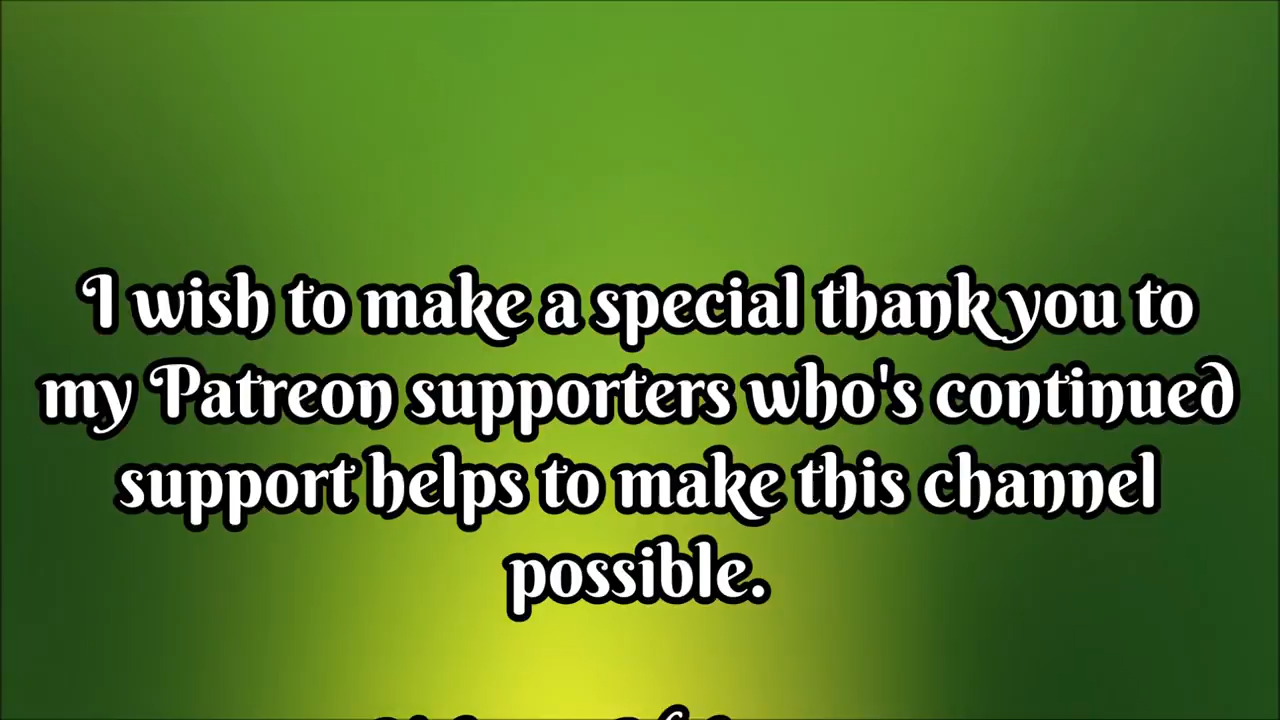 I wish to make a special thank you to
my Patreon supporters who's continued
support helps to make this channel
possible.